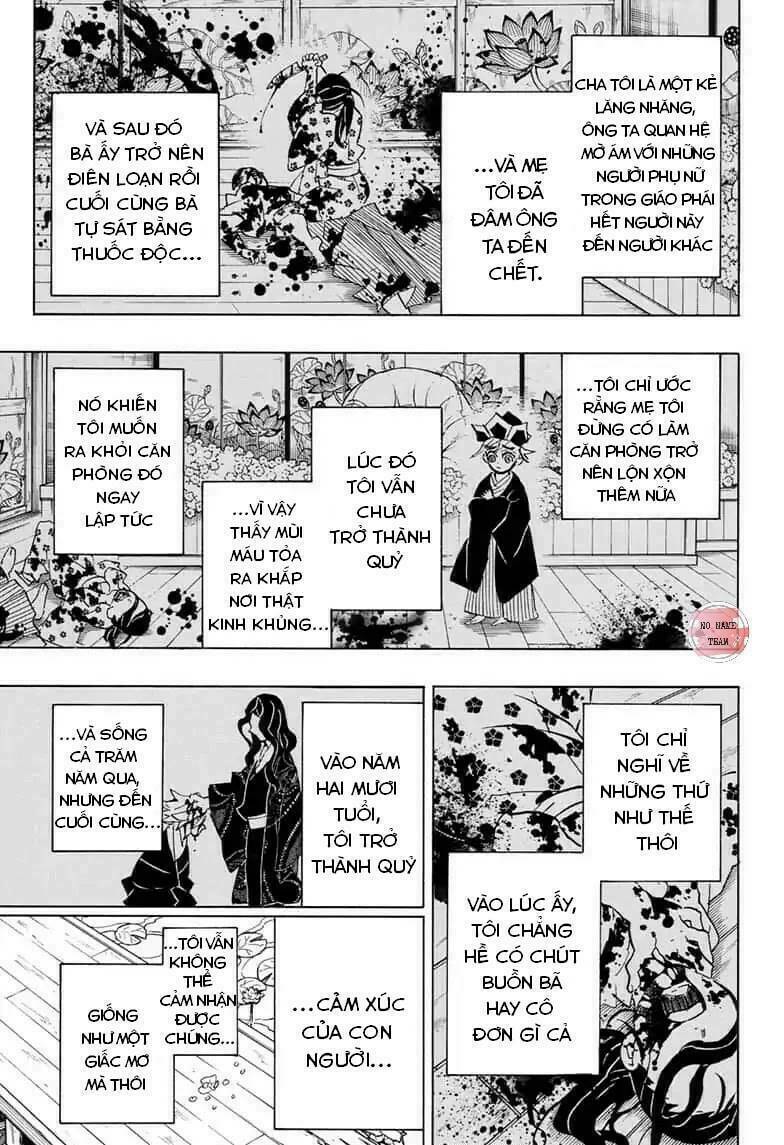 CHA TÔI LÀ MỘT KẺ
LĂNG NHĂNG,
ÔNG TA QUAN HỆ
MỜ ÁM VỚI NHỮNG
NGƯỜI PHỤ NỮ
TRONG GIÁO PHÁI
HẾT NGƯỜI NÀY
ĐẾN NGƯỜI KHÁC
...VÀ MẸ
TÔI ĐÃ
ĐÂM ÔNG
TA ĐẾN
CHẾT.
VÀ SAU ĐÓ
BÀ ẤY TRỞ NÊN
ĐIÊN LOẠN RỒI
CUỐI CÙNG BÀ
TỰ SÁT BẰNG
THUỐC ĐỘC...
...TÔI CHỈ ƯỚC
RẰNG MẸ TÔI
ĐỪNG CÓ LÀM
CĂN PHÒNG TRỞ
NÊN LỘN XỘN
THÊM NỮA
LÚC ĐÓ
TÔI VẪN
CHƯA
TRỞ THÀNH
QUỶ
...VÌ VẬY
THẤY MÙI
MÁU TỎA
RA KHẮP
NƠI THẬT
KINH KHỦNG...
NÓ KHIẾN
TÔI MUỐN
RA KHỎI CĂN
PHÒNG ĐÓ
NGAY
LẬP TỨC
NO NAME
TEAM
TÔI CHỈ
NGHĨ VỀ
NHỮNG THỨ
NHƯ THẾ
THÔI
VÀO LÚC ẤY,
TÔI CHẲNG
HỀ CÓ CHÚT
BUỒN BÃ
HAY CÔ
ĐƠN GÌ CẢ
VÀO NĂM
HAI MƯƠI
TUỔI,
TÔI TRỞ
THÀNH QUỶ
...VÀ SỐNG
CẢ TRĂM
NĂM QUA,
NHƯNG ĐẾN
CUỐI CÙNG...
...CẢM XÚC
CỦA CON
NGƯỜI...
...TÔI VẪN
KHÔNG
THỂ
CẢM NHẬN
ĐƯỢC
CHÚNG...
GIỐNG
NHƯ MỘT
GIẤC MƠ
MÀ THÔI